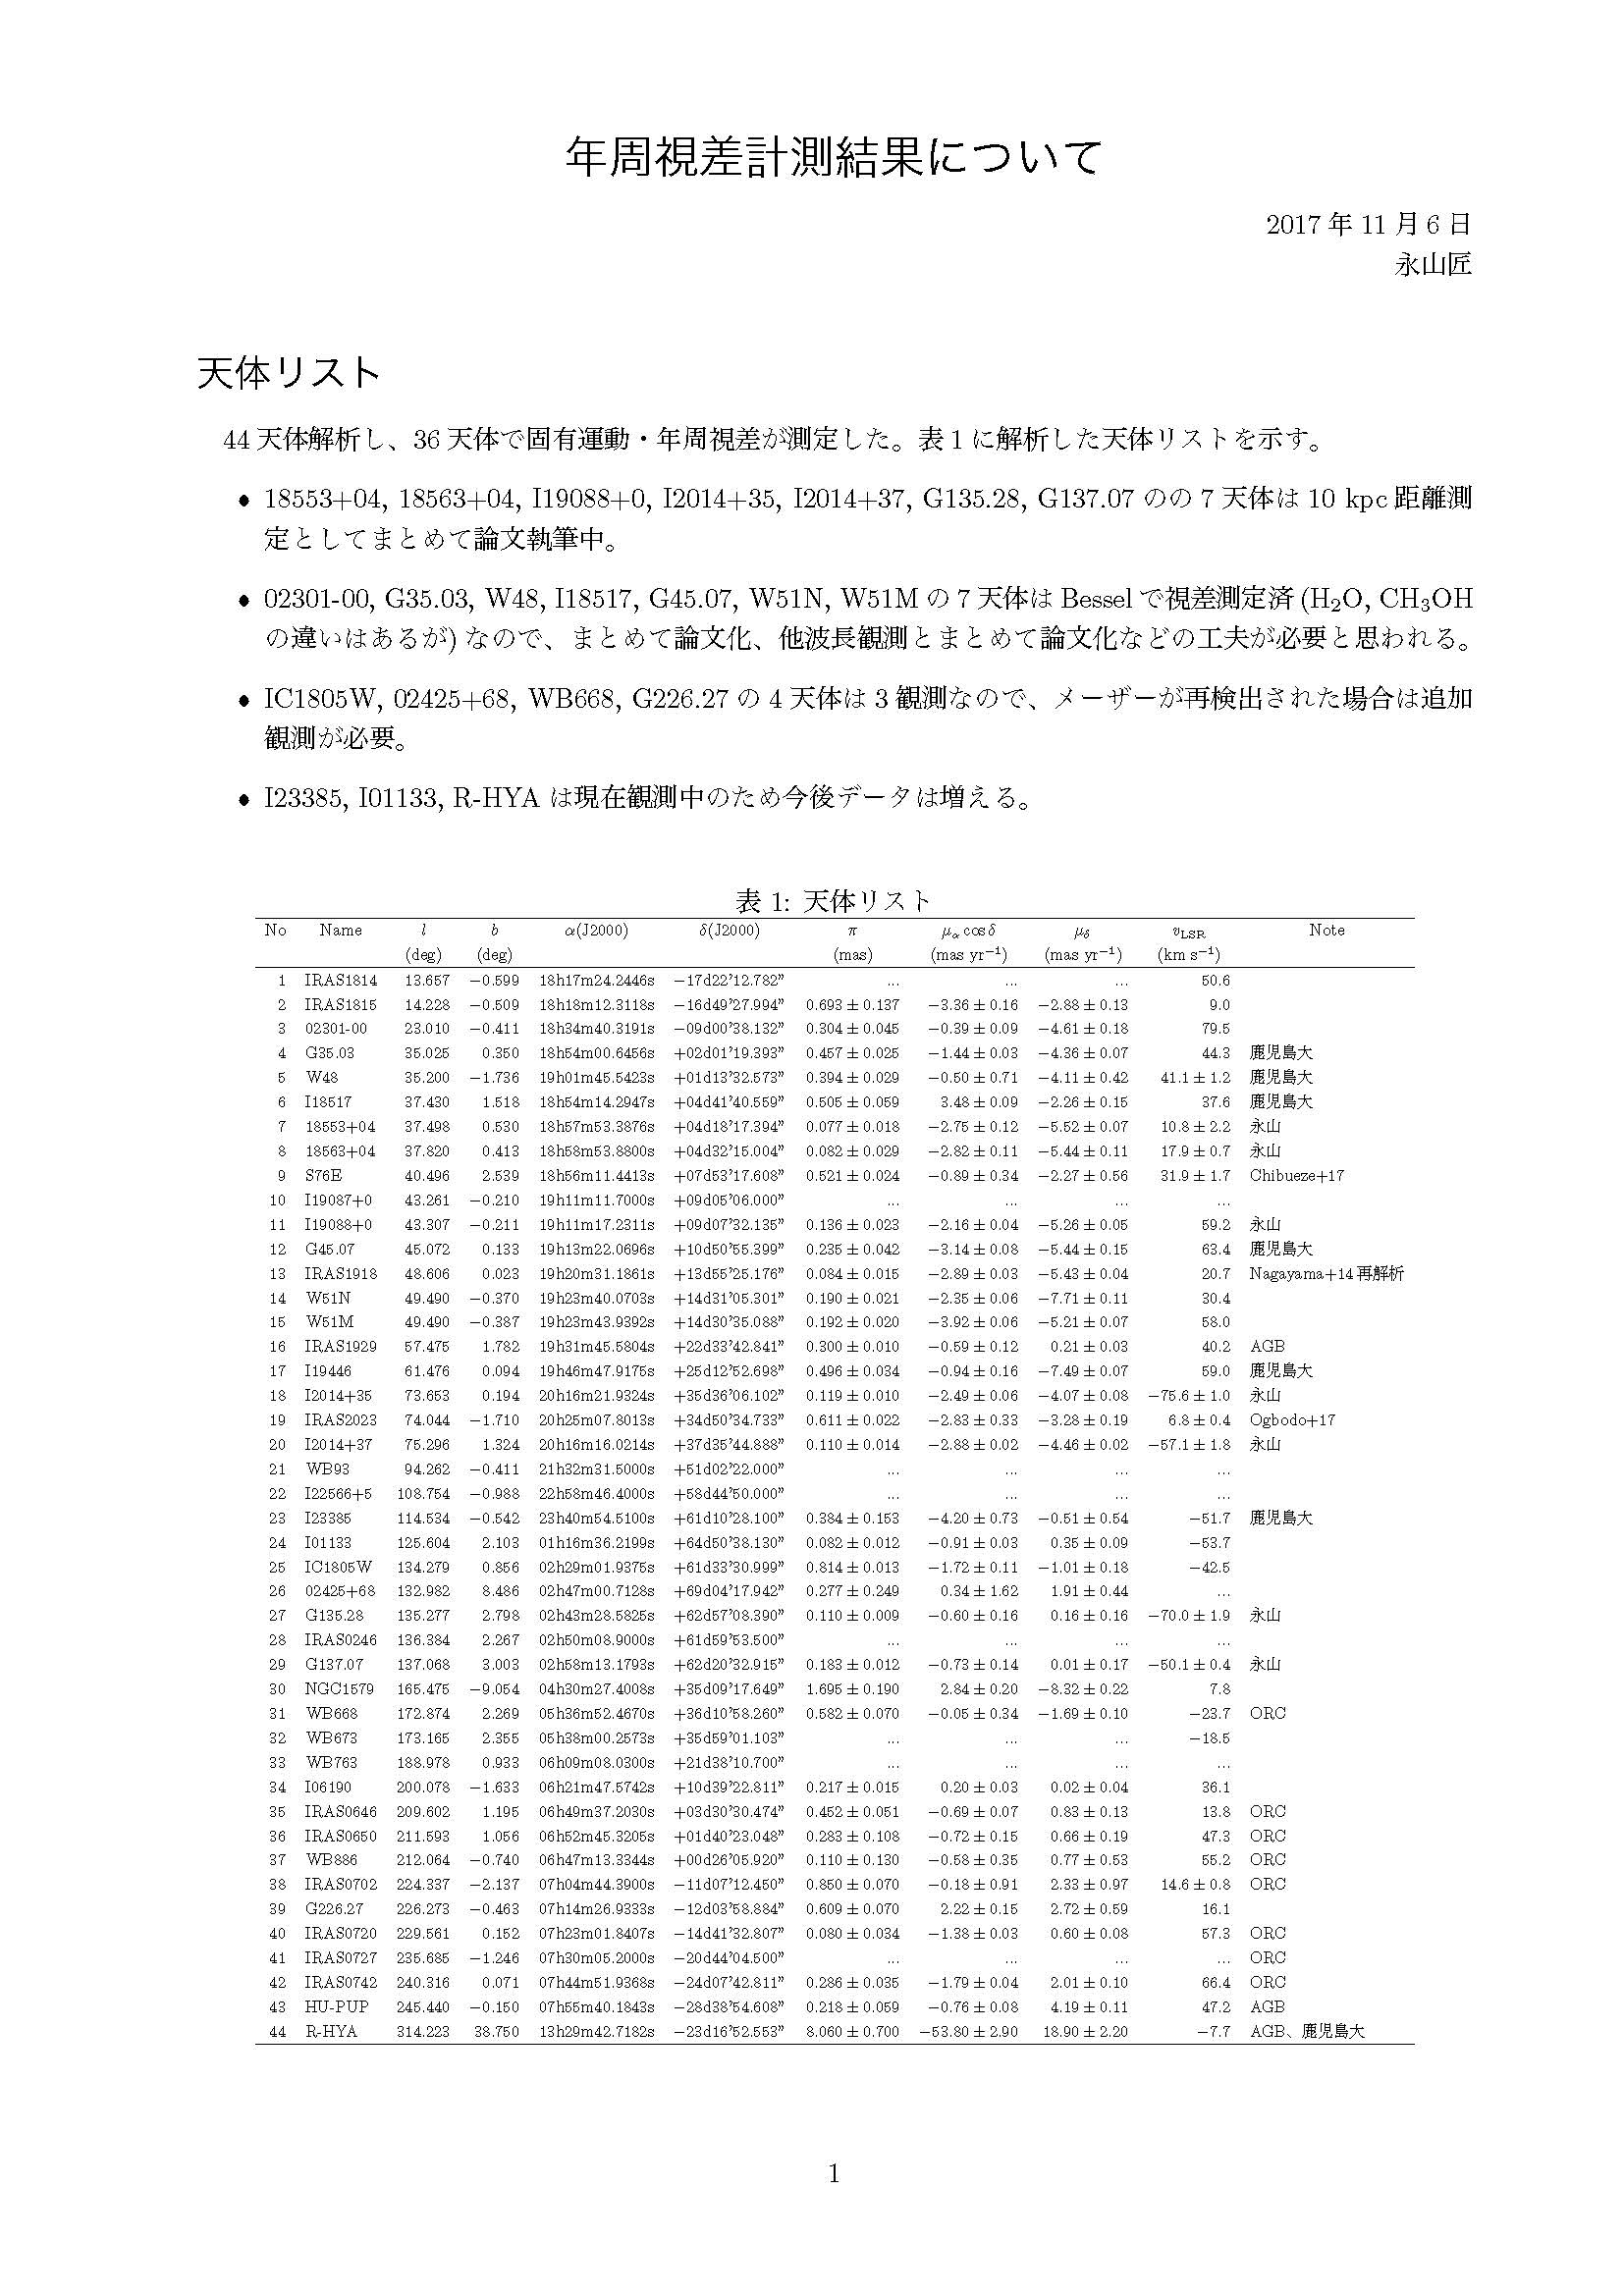 年周視差計測結果について
2017 年 11 月 6 日
永山匠
天体リスト
44 天体解析し、36 天体で固有運動・年周視差が測定した。表 1 に解析した天体リストを示す。
• 18553+04, 18563+04, I19088+0, I2014+35, I2014+37, G135.28, G137.07 のの 7 天体は 10 kpc 距離測
定としてまとめて論文執筆中。
• 02301-00, G35.03, W48, I18517, G45.07, W51N, W51M の 7 天体は Bessel で視差測定済 (H₂O, CH₃OH
の違いはあるが) なので、まとめて論文化、他波長観測とまとめて論文化などの工夫が必要と思われる。
• IC1805W, 02425+68, WB668, G226.27 の 4 天体は 3 観測なので、メーザーが再検出された場合は追加
観測が必要。
• I23385, I01133, R-HYA は現在観測中のため今後データは増える。
表 1: 天体リスト
No Name l b α(J2000) δ(J2000) π μα cos δ μδ vLSR Note
(deg) (deg) (mas) (mas yr⁻¹) (mas yr⁻¹) (km s⁻¹)
1 IRAS1814 13.657 −0.599 18h17m24.2446s −17d22'12.782" ... ... ... 50.6
2 IRAS1815 14.228 −0.509 18h18m12.3118s −16d49'27.994" 0.693 ± 0.137 −3.36 ± 0.16 −2.88 ± 0.13 9.0
3 02301-00 23.010 −0.411 18h34m40.3191s −09d00'38.132" 0.304 ± 0.045 −0.39 ± 0.09 −4.61 ± 0.18 79.5
4 G35.03 35.025 0.350 18h54m00.6456s +02d01'19.393" 0.457 ± 0.025 −1.44 ± 0.03 −4.36 ± 0.07 44.3 鹿児島大
5 W48 35.200 −1.736 19h01m45.5423s +01d13'32.573" 0.394 ± 0.029 −0.50 ± 0.71 −4.11 ± 0.42 41.1 ± 1.2 鹿児島大
6 I18517 37.430 1.518 18h54m14.2947s +04d41'40.559" 0.505 ± 0.059 3.48 ± 0.09 −2.26 ± 0.15 37.6 鹿児島大
7 18553+04 37.498 0.530 18h57m53.3876s +04d18'17.394" 0.077 ± 0.018 −2.75 ± 0.12 −5.52 ± 0.07 10.8 ± 2.2 永山
8 18563+04 37.820 0.413 18h58m53.8800s +04d32'15.004" 0.082 ± 0.029 −2.82 ± 0.11 −5.44 ± 0.11 17.9 ± 0.7 永山
9 S76E 40.496 2.539 18h56m11.4413s +07d53'17.608" 0.521 ± 0.024 −0.89 ± 0.34 −2.27 ± 0.56 31.9 ± 1.7 Chibueze+17
10 I19087+0 43.261 −0.210 19h11m11.7000s +09d05'06.000" ... ... ... ...
11 I19088+0 43.307 −0.211 19h11m17.2311s +09d07'32.135" 0.136 ± 0.023 −2.16 ± 0.04 −5.26 ± 0.05 59.2 永山
12 G45.07 45.072 0.133 19h13m22.0696s +10d50'55.399" 0.235 ± 0.042 −3.14 ± 0.08 −5.44 ± 0.15 63.4 鹿児島大
13 IRAS1918 48.606 0.023 19h20m31.1861s +13d55'25.176" 0.084 ± 0.015 −2.89 ± 0.03 −5.43 ± 0.04 20.7 Nagayama+14 再解析
14 W51N 49.490 −0.370 19h23m40.0703s +14d31'05.301" 0.190 ± 0.021 −2.35 ± 0.06 −7.71 ± 0.11 30.4
15 W51M 49.490 −0.387 19h23m43.9392s +14d30'35.088" 0.192 ± 0.020 −3.92 ± 0.06 −5.21 ± 0.07 58.0
16 IRAS1929 57.475 1.782 19h31m45.5804s +22d33'42.841" 0.300 ± 0.010 −0.59 ± 0.12 0.21 ± 0.03 40.2 AGB
17 I19446 61.476 0.094 19h46m47.9175s +25d12'52.698" 0.496 ± 0.034 −0.94 ± 0.16 −7.49 ± 0.07 59.0 鹿児島大
18 I2014+35 73.653 0.194 20h16m21.9324s +35d36'06.102" 0.119 ± 0.010 −2.49 ± 0.06 −4.07 ± 0.08 −75.6 ± 1.0 永山
19 IRAS2023 74.044 −1.710 20h25m07.8013s +34d50'34.733" 0.611 ± 0.022 −2.83 ± 0.33 −3.28 ± 0.19 6.8 ± 0.4 Ogbodo+17
20 I2014+37 75.296 1.324 20h16m16.0214s +37d35'44.888" 0.110 ± 0.014 −2.88 ± 0.02 −4.46 ± 0.02 −57.1 ± 1.8 永山
21 WB93 94.262 −0.411 21h32m31.5000s +51d02'22.000" ... ... ... ...
22 I22566+5 108.754 −0.988 22h58m46.4000s +58d44'50.000" ... ... ... ...
23 I23385 114.534 −0.542 23h40m54.5100s +61d10'28.100" 0.384 ± 0.153 −4.20 ± 0.73 −0.51 ± 0.54 −51.7 鹿児島大
24 I01133 125.604 2.103 01h16m36.2199s +64d50'38.130" 0.082 ± 0.012 −0.91 ± 0.03 0.35 ± 0.09 −53.7
25 IC1805W 134.279 0.856 02h29m01.9375s +61d33'30.999" 0.814 ± 0.013 −1.72 ± 0.11 −1.01 ± 0.18 −42.5
26 02425+68 132.982 8.486 02h47m00.7128s +69d04'17.942" 0.277 ± 0.249 0.34 ± 1.62 1.91 ± 0.44 ...
27 G135.28 135.277 2.798 02h43m28.5825s +62d57'08.390" 0.110 ± 0.009 −0.60 ± 0.16 0.16 ± 0.16 −70.0 ± 1.9 永山
28 IRAS0246 136.384 2.267 02h50m08.9000s +61d59'53.500" ... ... ... ...
29 G137.07 137.068 3.003 02h58m13.1793s +62d20'32.915" 0.183 ± 0.012 −0.73 ± 0.14 0.01 ± 0.17 −50.1 ± 0.4 永山
30 NGC1579 165.475 −9.054 04h30m27.4008s +35d09'17.649" 1.695 ± 0.190 2.84 ± 0.20 −8.32 ± 0.22 7.8
31 WB668 172.874 2.269 05h36m52.4670s +36d10'58.260" 0.582 ± 0.070 −0.05 ± 0.34 −1.69 ± 0.10 −23.7 ORC
32 WB673 173.165 2.355 05h38m00.2573s +35d59'01.103" ... ... ... −18.5
33 WB763 188.978 0.933 06h09m08.0300s +21d38'10.700" ... ... ... ...
34 I06190 200.078 −1.633 06h21m47.5742s +10d39'22.811" 0.217 ± 0.015 0.20 ± 0.03 0.02 ± 0.04 36.1
35 IRAS0646 209.602 1.195 06h49m37.2030s +03d30'30.474" 0.452 ± 0.051 −0.69 ± 0.07 0.83 ± 0.13 13.8 ORC
36 IRAS0650 211.593 1.056 06h52m45.3205s +01d40'23.048" 0.283 ± 0.108 −0.72 ± 0.15 0.66 ± 0.19 47.3 ORC
37 WB886 212.064 −0.740 06h47m13.3344s +00d26'05.920" 0.110 ± 0.130 −0.58 ± 0.35 0.77 ± 0.53 55.2 ORC
38 IRAS0702 224.337 −2.137 07h04m44.3900s −11d07'12.450" 0.850 ± 0.070 −0.18 ± 0.91 2.33 ± 0.97 14.6 ± 0.8 ORC
39 G226.27 226.273 −0.463 07h14m26.9333s −12d03'58.884" 0.609 ± 0.070 2.22 ± 0.15 2.72 ± 0.59 16.1
40 IRAS0720 229.561 0.152 07h23m01.8407s −14d41'32.807" 0.080 ± 0.034 −1.38 ± 0.03 0.60 ± 0.08 57.3 ORC
41 IRAS0727 235.685 −1.246 07h30m05.2000s −20d44'04.500" ... ... ... ... ORC
42 IRAS0742 240.316 0.071 07h44m51.9368s −24d07'42.811" 0.286 ± 0.035 −1.79 ± 0.04 2.01 ± 0.10 66.4 ORC
43 HU-PUP 245.440 −0.150 07h55m40.1843s −28d38'54.608" 0.218 ± 0.059 −0.76 ± 0.08 4.19 ± 0.11 47.2 AGB
44 R-HYA 314.223 38.750 13h29m42.7182s −23d16'52.553" 8.060 ± 0.700 −53.80 ± 2.90 18.90 ± 2.20 −7.7 AGB、鹿児島大
1